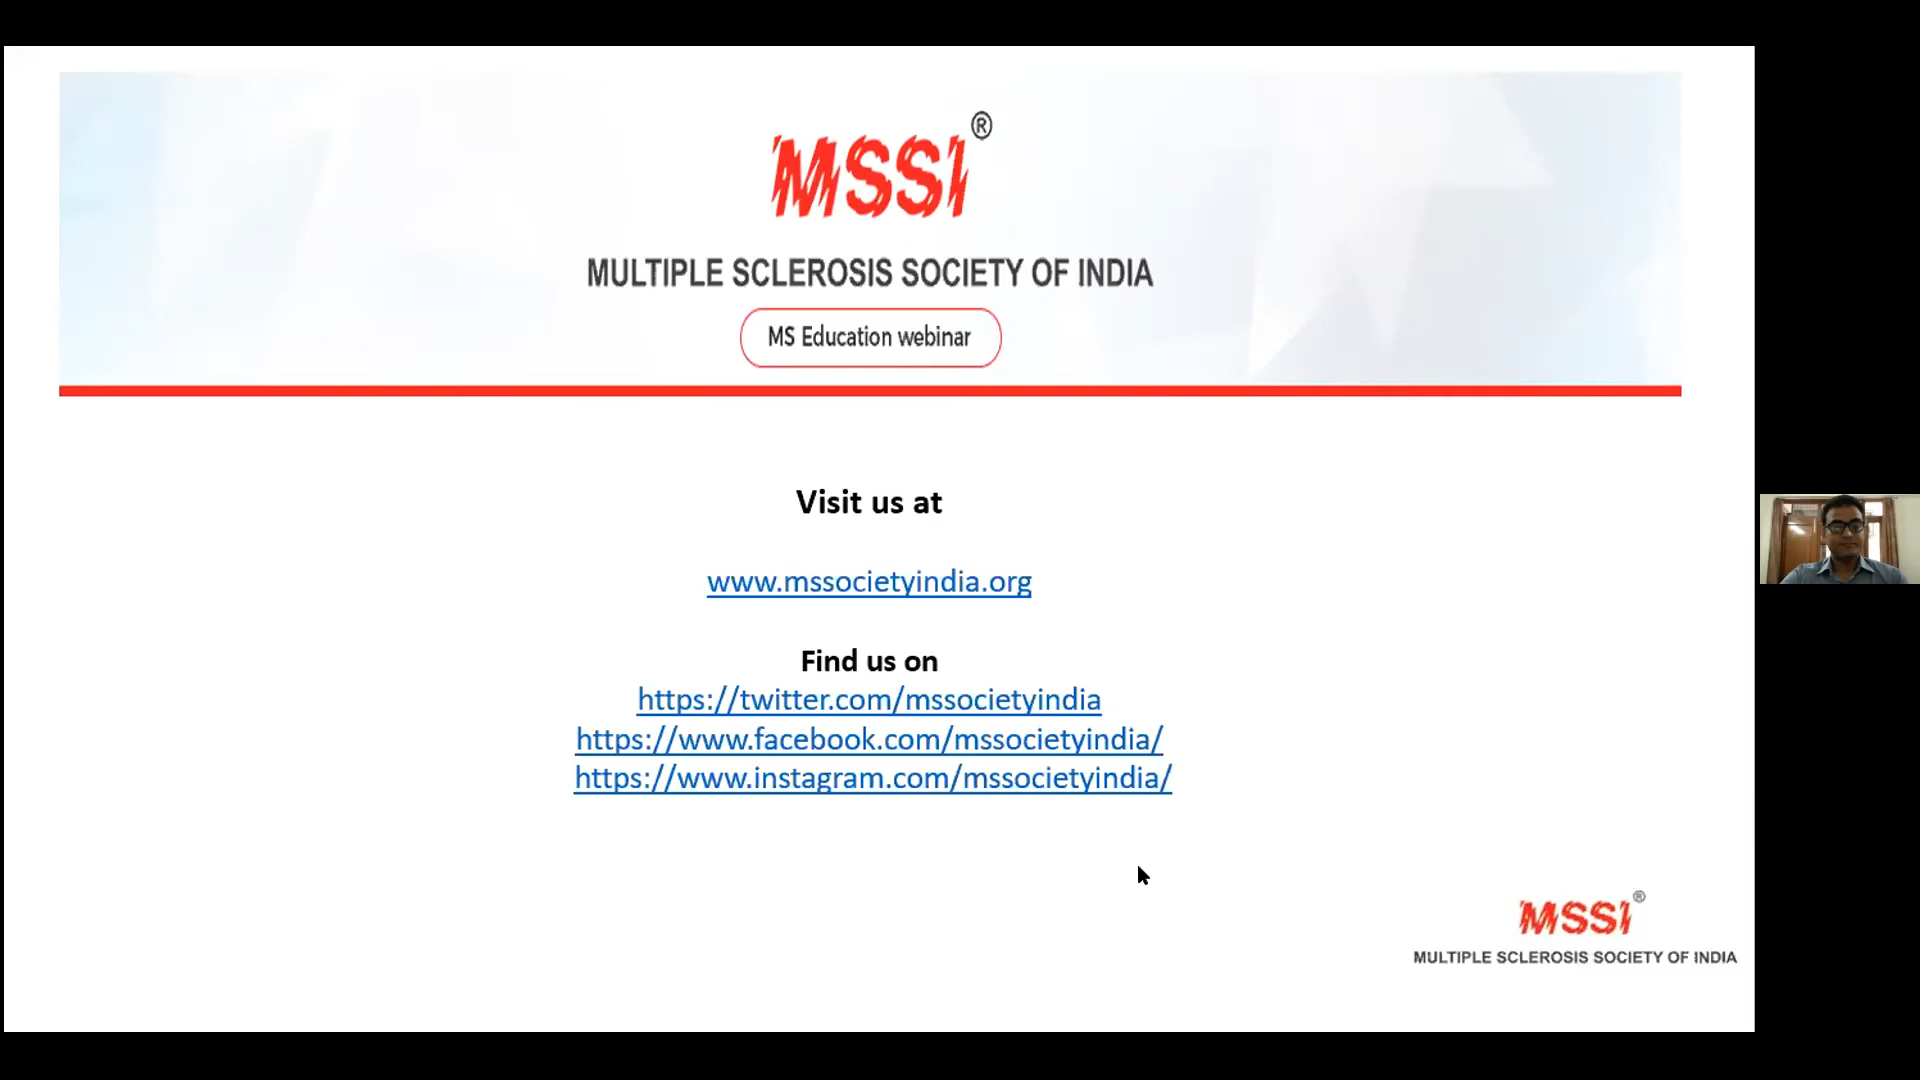 MSSI®
MULTIPLE SCLEROSIS SOCIETY OF INDIA
MS Education webinar
Visit us at
www.mssocietyindia.org
Find us on
https://twitter.com/mssocietyindia
https://www.facebook.com/mssocietyindia/
https://www.instagram.com/mssocietyindia/
MSSI®
MULTIPLE SCLEROSIS SOCIETY OF INDIA